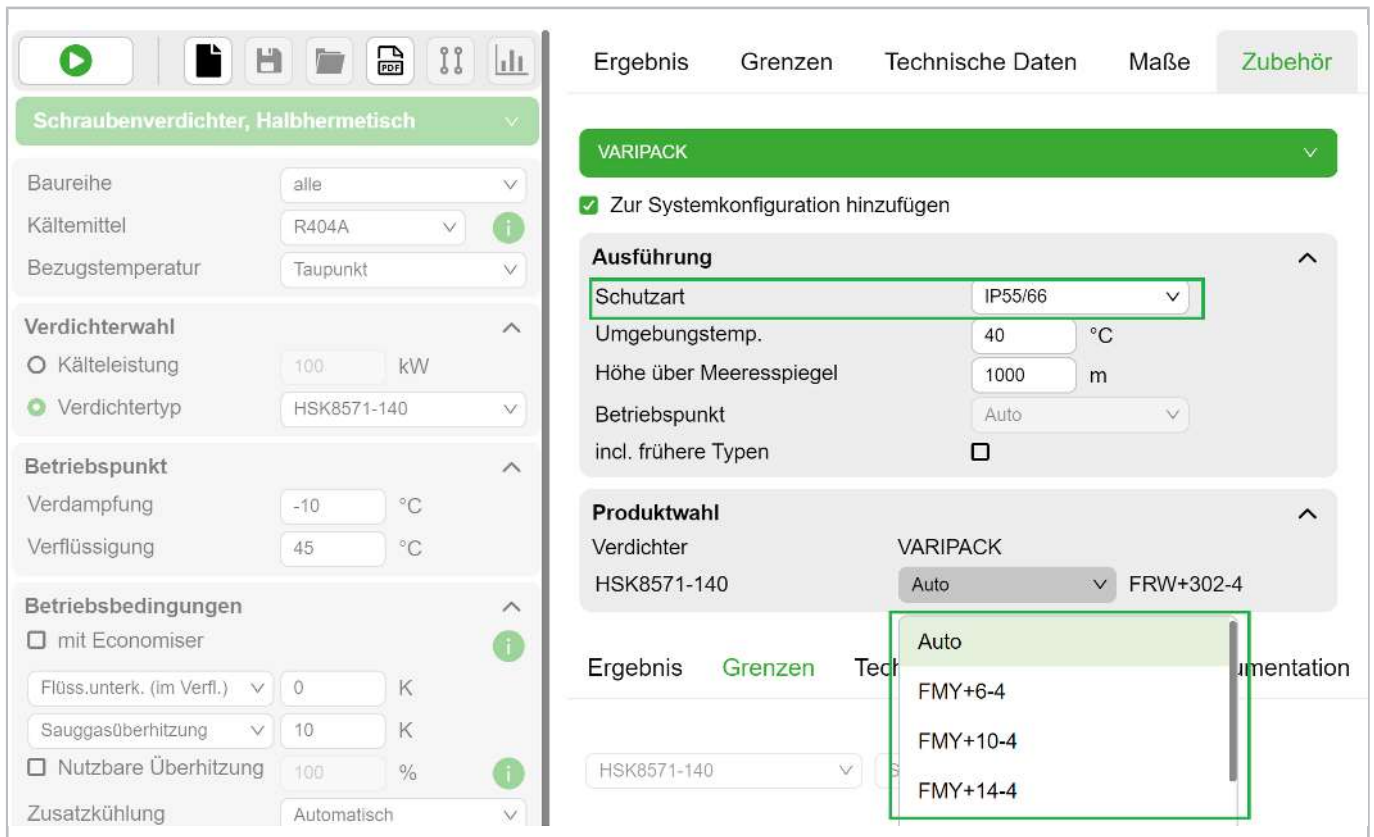 PDF
Schraubenverdichter, Halbhermetisch
Baureihe alle
Kältemittel R404A i
Bezugstemperatur Taupunkt
Verdichterwahl
Kälteleistung 100 kW
Verdichtertyp HSK8571-140
Betriebspunkt
Verdampfung -10 °C
Verflüssigung 45 °C
Betriebsbedingungen
mit Economiser i
Flüss.unterk. (im Verfl.) 0 K
Sauggasüberhitzung 10 K
Nutzbare Überhitzung 100 % i
Zusatzkühlung Automatisch
Ergebnis Grenzen Technische Daten Maße Zubehör
VARIPACK
Zur Systemkonfiguration hinzufügen
Ausführung
Schutzart IP55/66
Umgebungstemp. 40 °C
Höhe über Meeresspiegel 1000 m
Betriebspunkt Auto
incl. frühere Typen
Produktwahl
Verdichter VARIPACK
HSK8571-140 Auto FRW+302-4
Auto
FMY+6-4
FMY+10-4
FMY+14-4
Ergebnis Grenzen
HSK8571-140